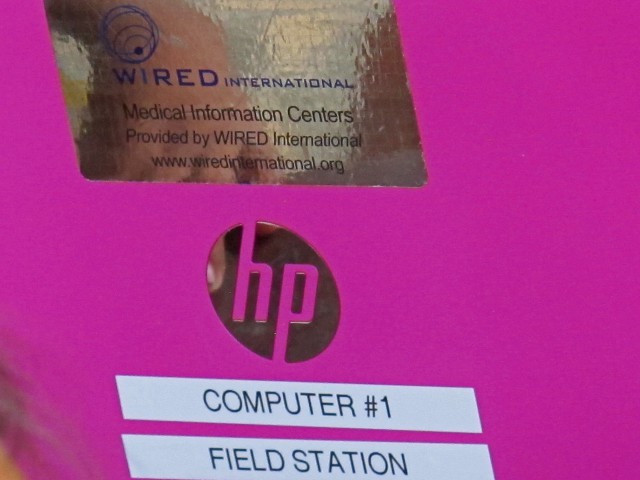 WIRED INTERNATIONAL
Medical Information Centers
Provided by WIRED International
www.wiredinternational.org
hp
COMPUTER #1
FIELD STATION